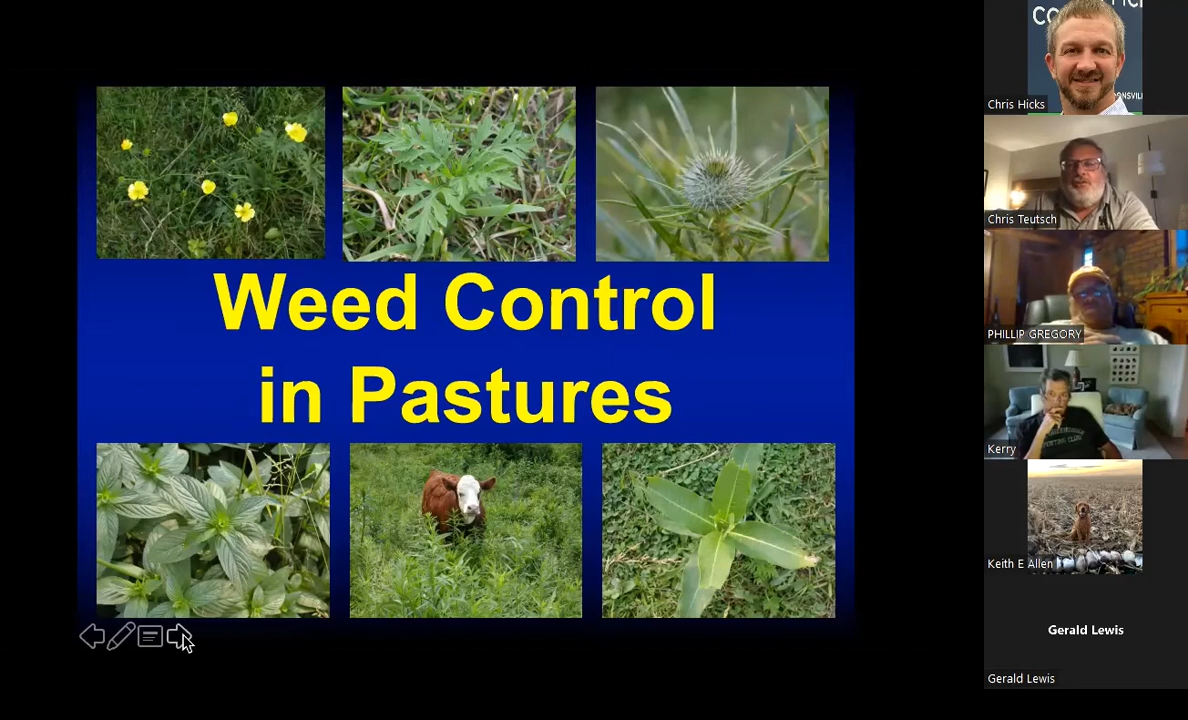 Weed Control
in Pastures
Chris Hicks
Chris Teutsch
PHILLIP GREGORY
Kerry
Keith E Allen
Gerald Lewis
Gerald Lewis